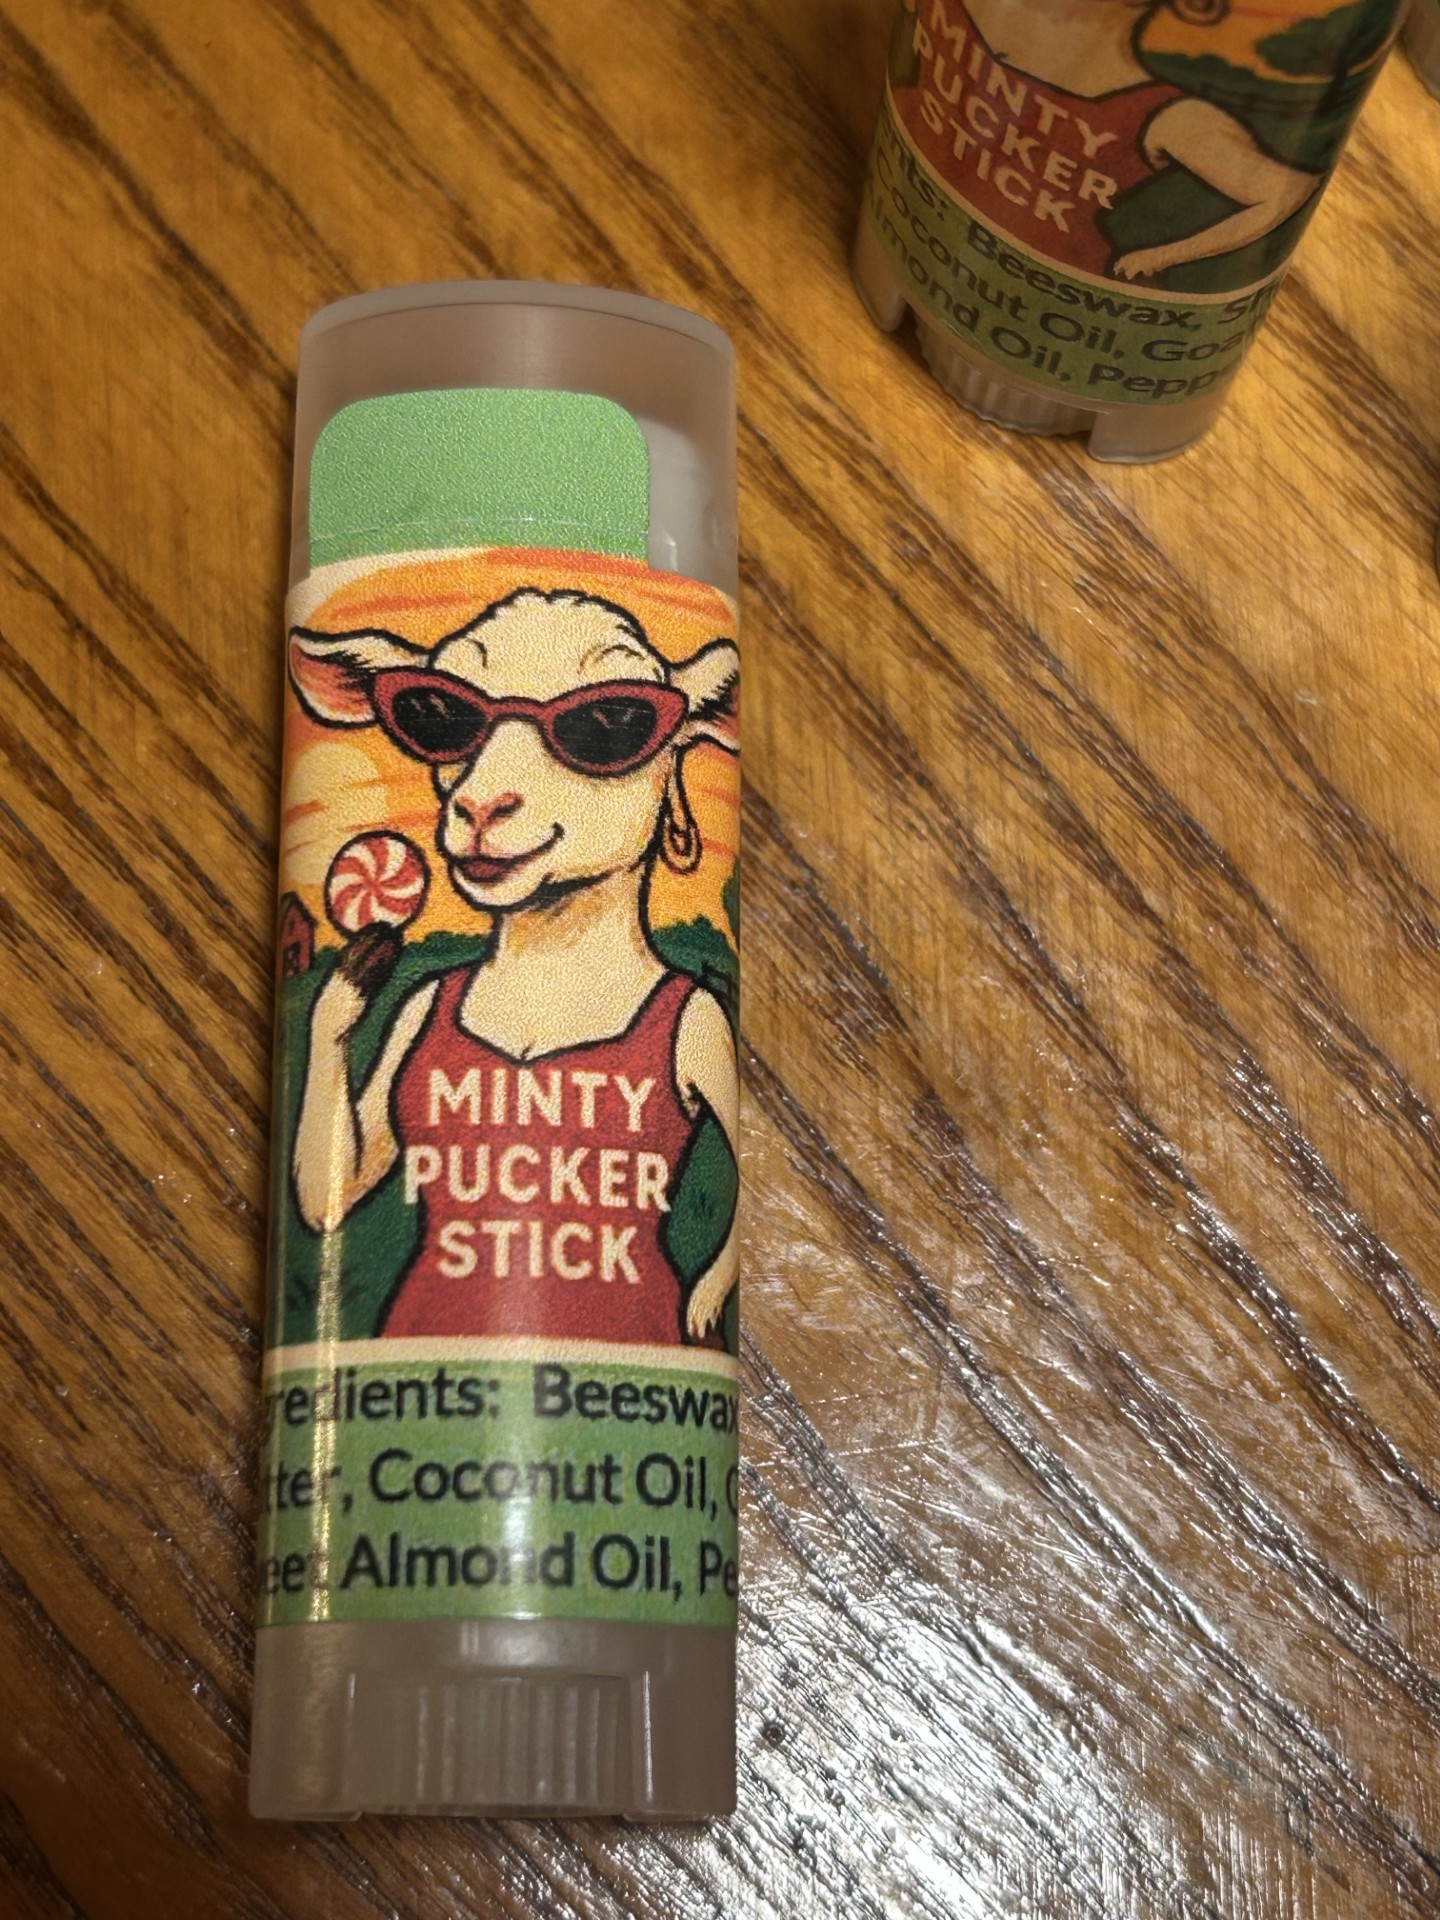 MINTY
PUCKER
STICK
redients: Beeswax
tter, Coconut Oil,
eet Almond Oil, Pe
MINTY
PUCKER
STICK
nts: Beeswax, Sh
Coconut Oil, Goa
lmond Oil, Pepp